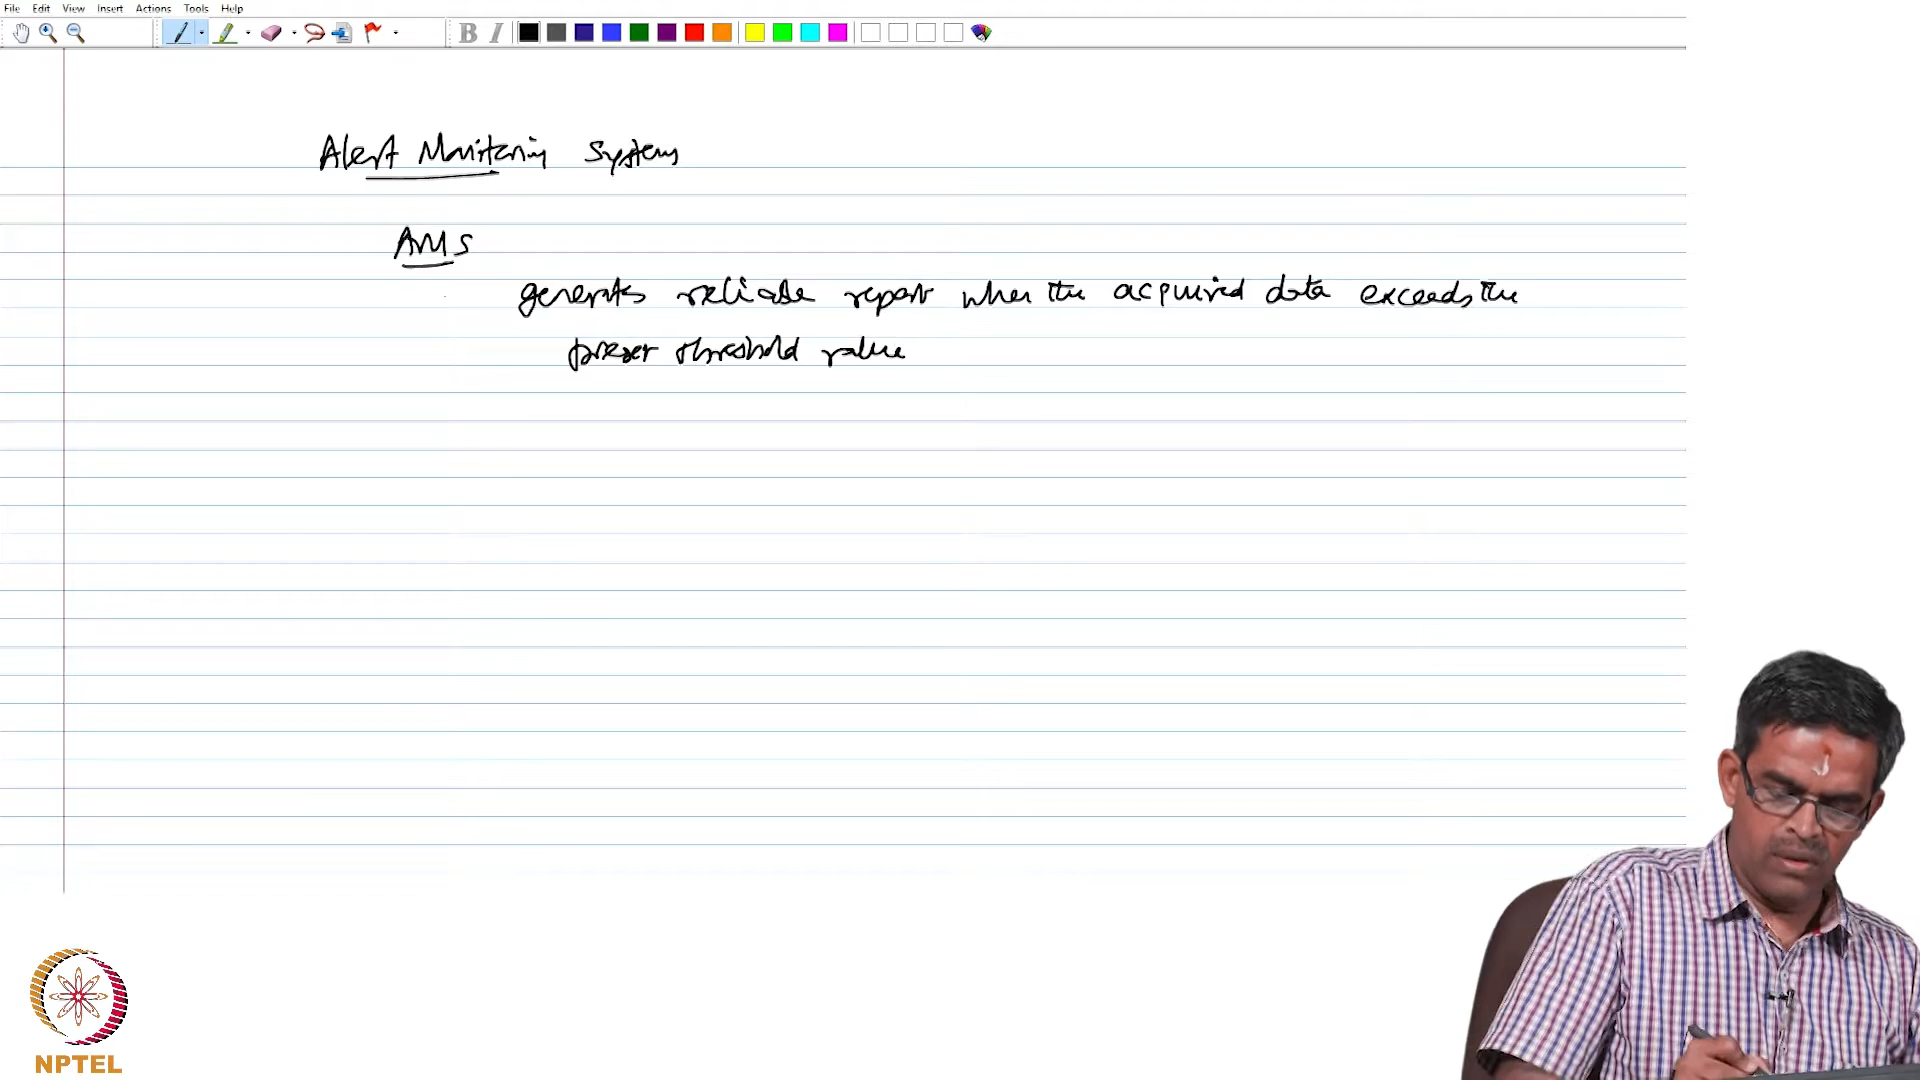 File Edit View Insert Actions Tools Help
B I
Alert Monitoring System
AMS
generates reliable report when the acquired data exceeds the
preset threshold value
NPTEL